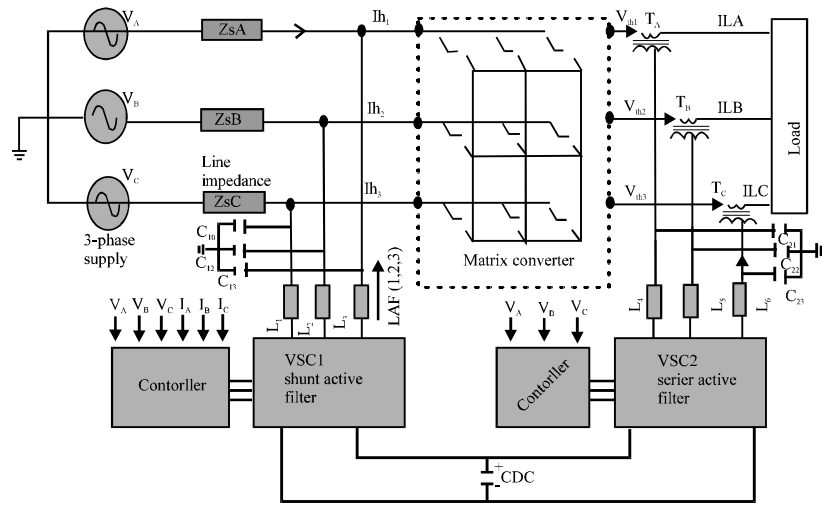 V_A
ZsA
Ih_1
V_th1
T_A
ILA
V_B
ZsB
Ih_2
V_th2
T_B
ILB
Load
Line
impedance
V_C
ZsC
Ih_3
V_th3
T_C
ILC
3-phase
supply
C_10
C_12
C_13
Matrix converter
C_21
C_22
C_23
LAF (1,2,3)
L_1
L_2
L_3
L_4
L_5
L_6
V_A V_B V_C I_A I_B I_C
V_A V_B V_C
Contorller
VSC1
shunt active
filter
Contorller
VSC2
serier active
filter
+
-
CDC